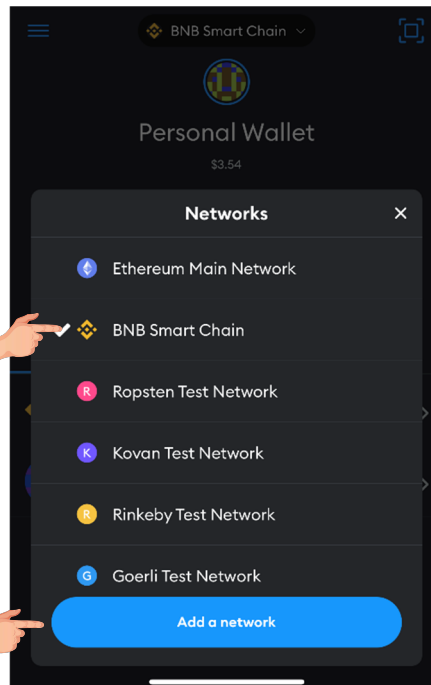 BNB Smart Chain
Personal Wallet
$3.54
Networks
Ethereum Main Network
BNB Smart Chain
R Ropsten Test Network
K Kovan Test Network
R Rinkeby Test Network
G Goerli Test Network
Add a network